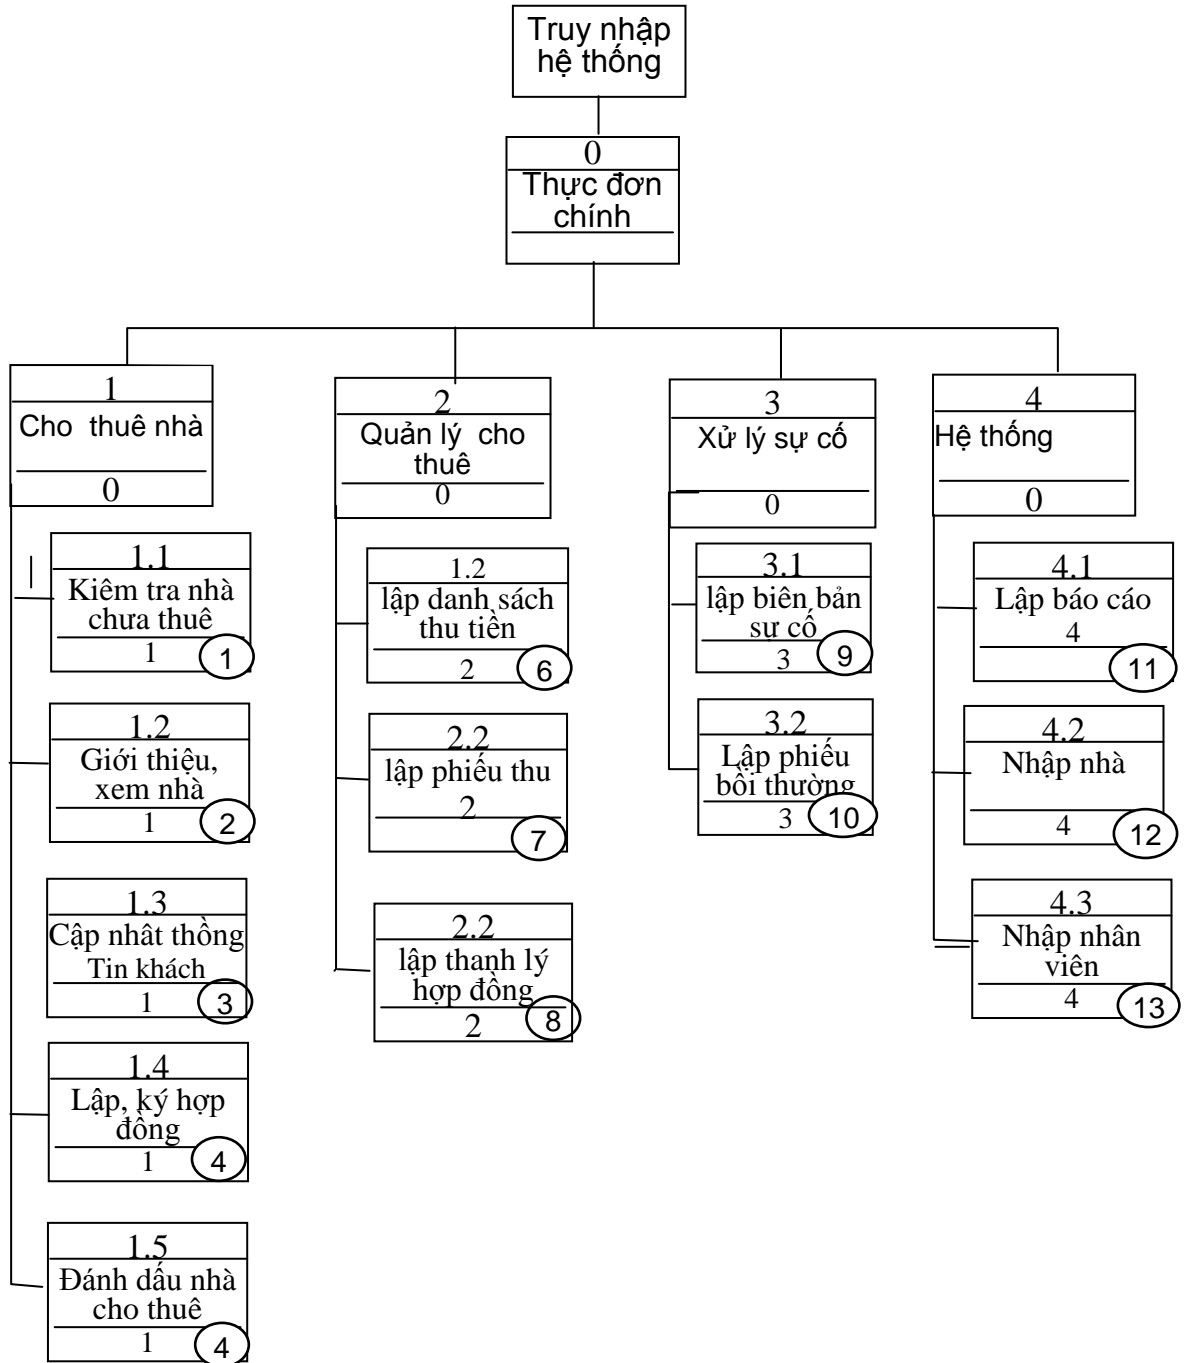 Truy nhập
hệ thống
0
Thực đơn
chính
1
Cho thuê nhà
0
1.1
Kiêm tra nhà
chưa thuê
1
1
1.2
Giới thiệu,
xem nhà
1
2
1.3
Cập nhât thồng
Tin khách
1
3
1.4
Lập, ký hợp
đồng
1
4
1.5
Đánh dấu nhà
cho thuê
1
4
2
Quản lý cho
thuê
0
1.2
lập danh sách
thu tiền
2
6
2.2
lập phiếu thu
2
7
2.2
lập thanh lý
hợp đồng
2
8
3
Xử lý sự cố
0
3.1
lập biên bản
sự cố
3
9
3.2
Lập phiếu
bồi thường
3
10
4
Hệ thống
0
4.1
Lập báo cáo
4
11
4.2
Nhập nhà
4
12
4.3
Nhập nhân
viên
4
13